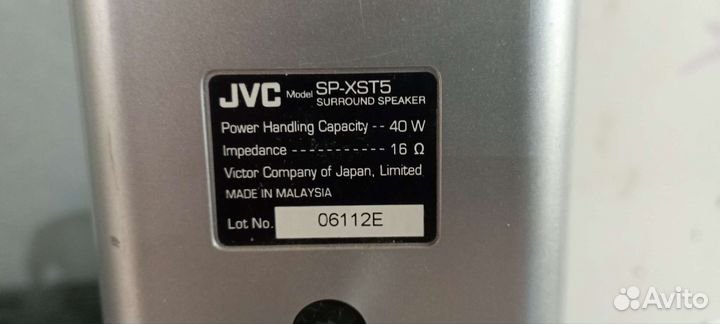 JVC Model SP-XST5
SURROUND SPEAKER
Power Handling Capacity -- 40 W
Impedance ------------ 16 Ω
Victor Company of Japan, Limited
MADE IN MALAYSIA
Lot No. 06112E
Avito